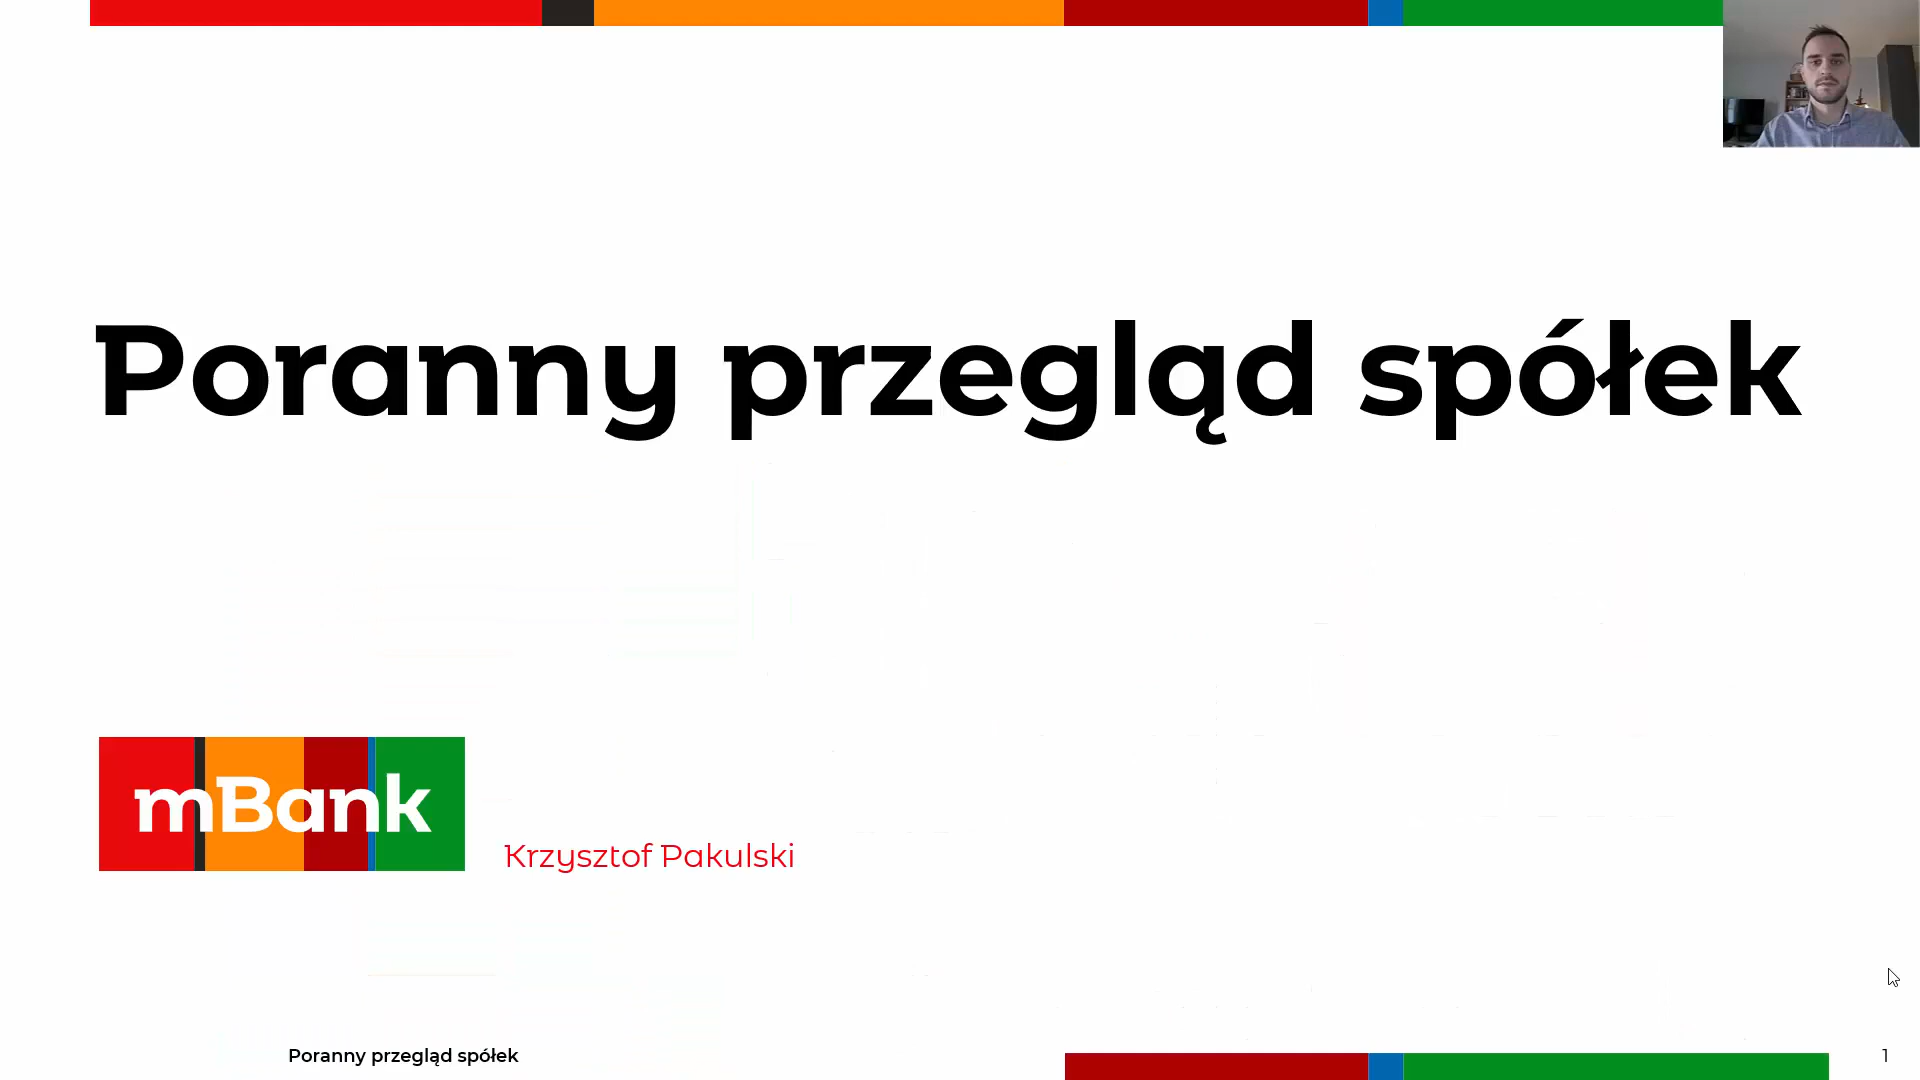 Poranny przegląd spółek
mBank
Krzysztof Pakulski
Poranny przegląd spółek
1